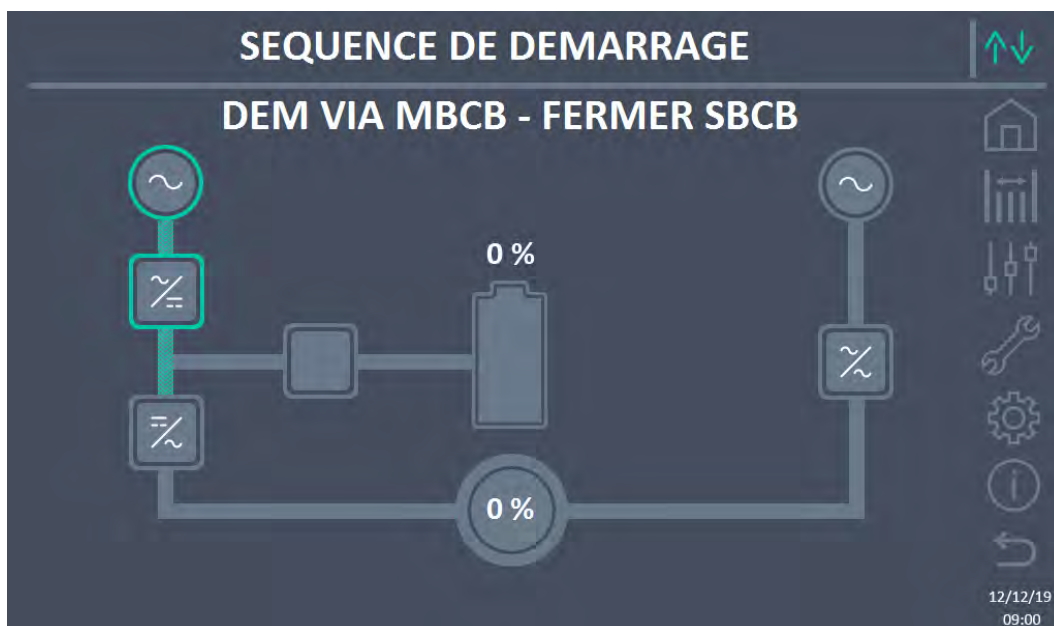 SEQUENCE DE DEMARRAGE
DEM VIA MBCB - FERMER SBCB
0 %
0 %
12/12/19
09:00